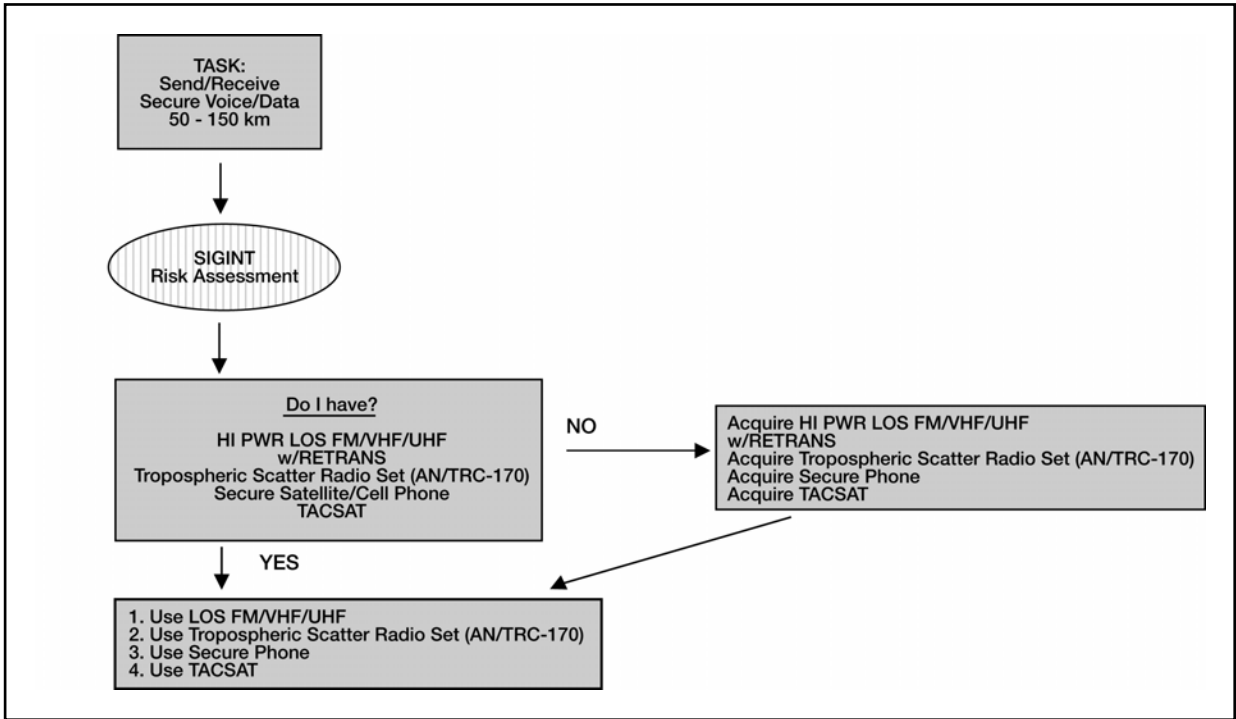 TASK:
Send/Receive
Secure Voice/Data
50 - 150 km
SIGINT
Risk Assessment
Do I have?
HI PWR LOS FM/VHF/UHF
w/RETRANS
Tropospheric Scatter Radio Set (AN/TRC-170)
Secure Satellite/Cell Phone
TACSAT
NO
Acquire HI PWR LOS FM/VHF/UHF
w/RETRANS
Acquire Tropospheric Scatter Radio Set (AN/TRC-170)
Acquire Secure Phone
Acquire TACSAT
YES
1. Use LOS FM/VHF/UHF
2. Use Tropospheric Scatter Radio Set (AN/TRC-170)
3. Use Secure Phone
4. Use TACSAT